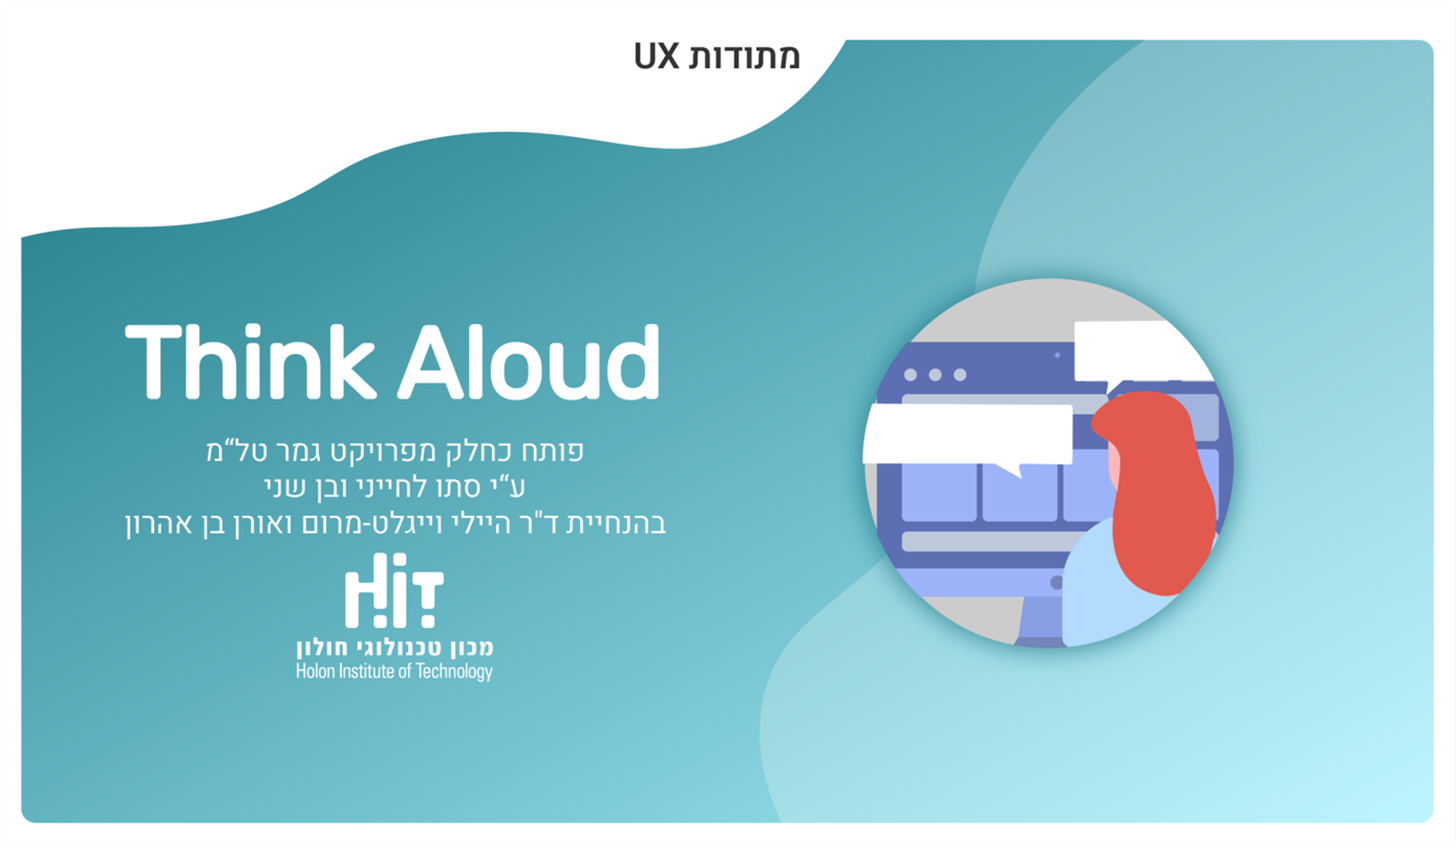 מתודות UX
Think Aloud
פותח כחלק מפרויקט גמר טל“מ
ע“י סתו לחייני ובן שני
בהנחיית ד"ר היילי וייגלט-מרום ואורן בן אהרון
HiT
מכון טכנולוגי חולון
Holon Institute of Technology